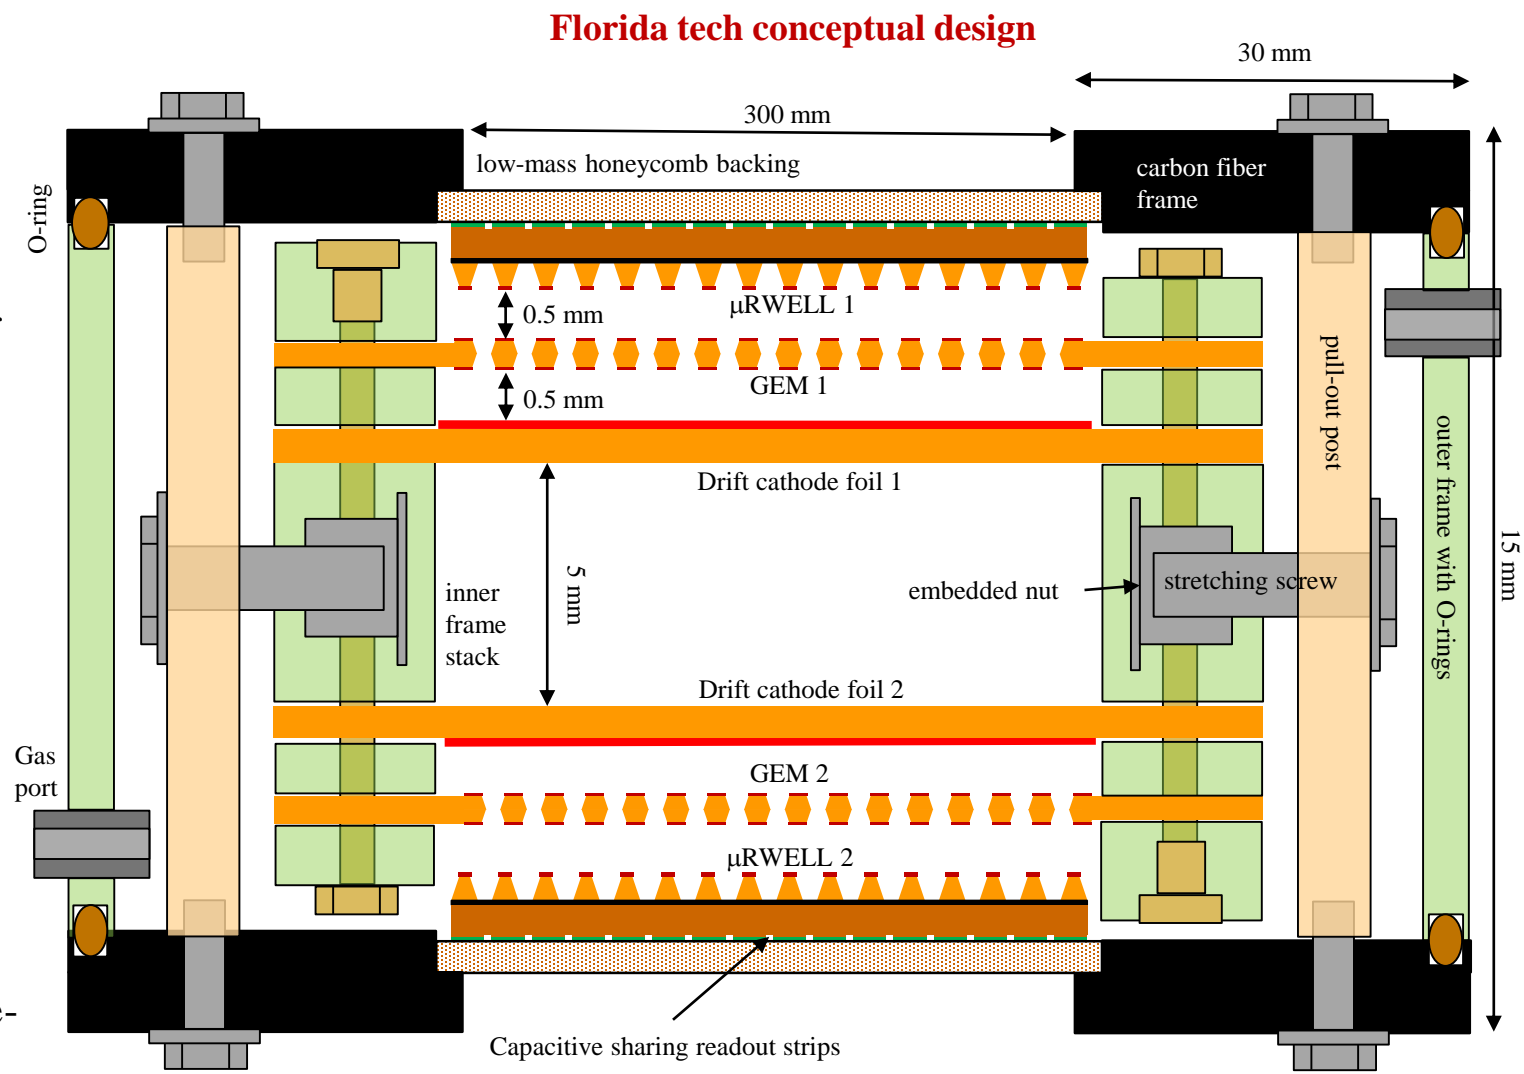 Florida tech conceptual design
30 mm
300 mm
low-mass honeycomb backing
carbon fiber
frame
O-ring
μRWELL 1
0.5 mm
GEM 1
0.5 mm
pull-out post
Drift cathode foil 1
outer frame with O-rings
15 mm
5 mm
inner
frame
stack
embedded nut
stretching screw
Drift cathode foil 2
Gas
port
GEM 2
μRWELL 2
e-
Capacitive sharing readout strips